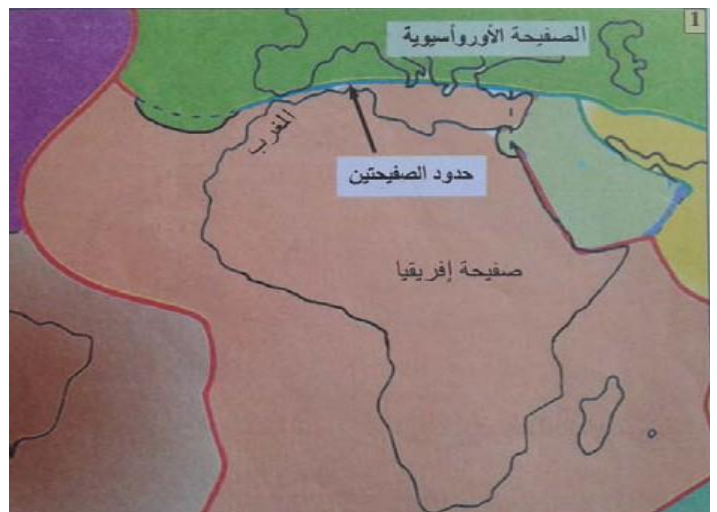 1
الصفيحة الأوروأسيوية
المغرب
حدود الصفيحتين
صفيحة إفريقيا